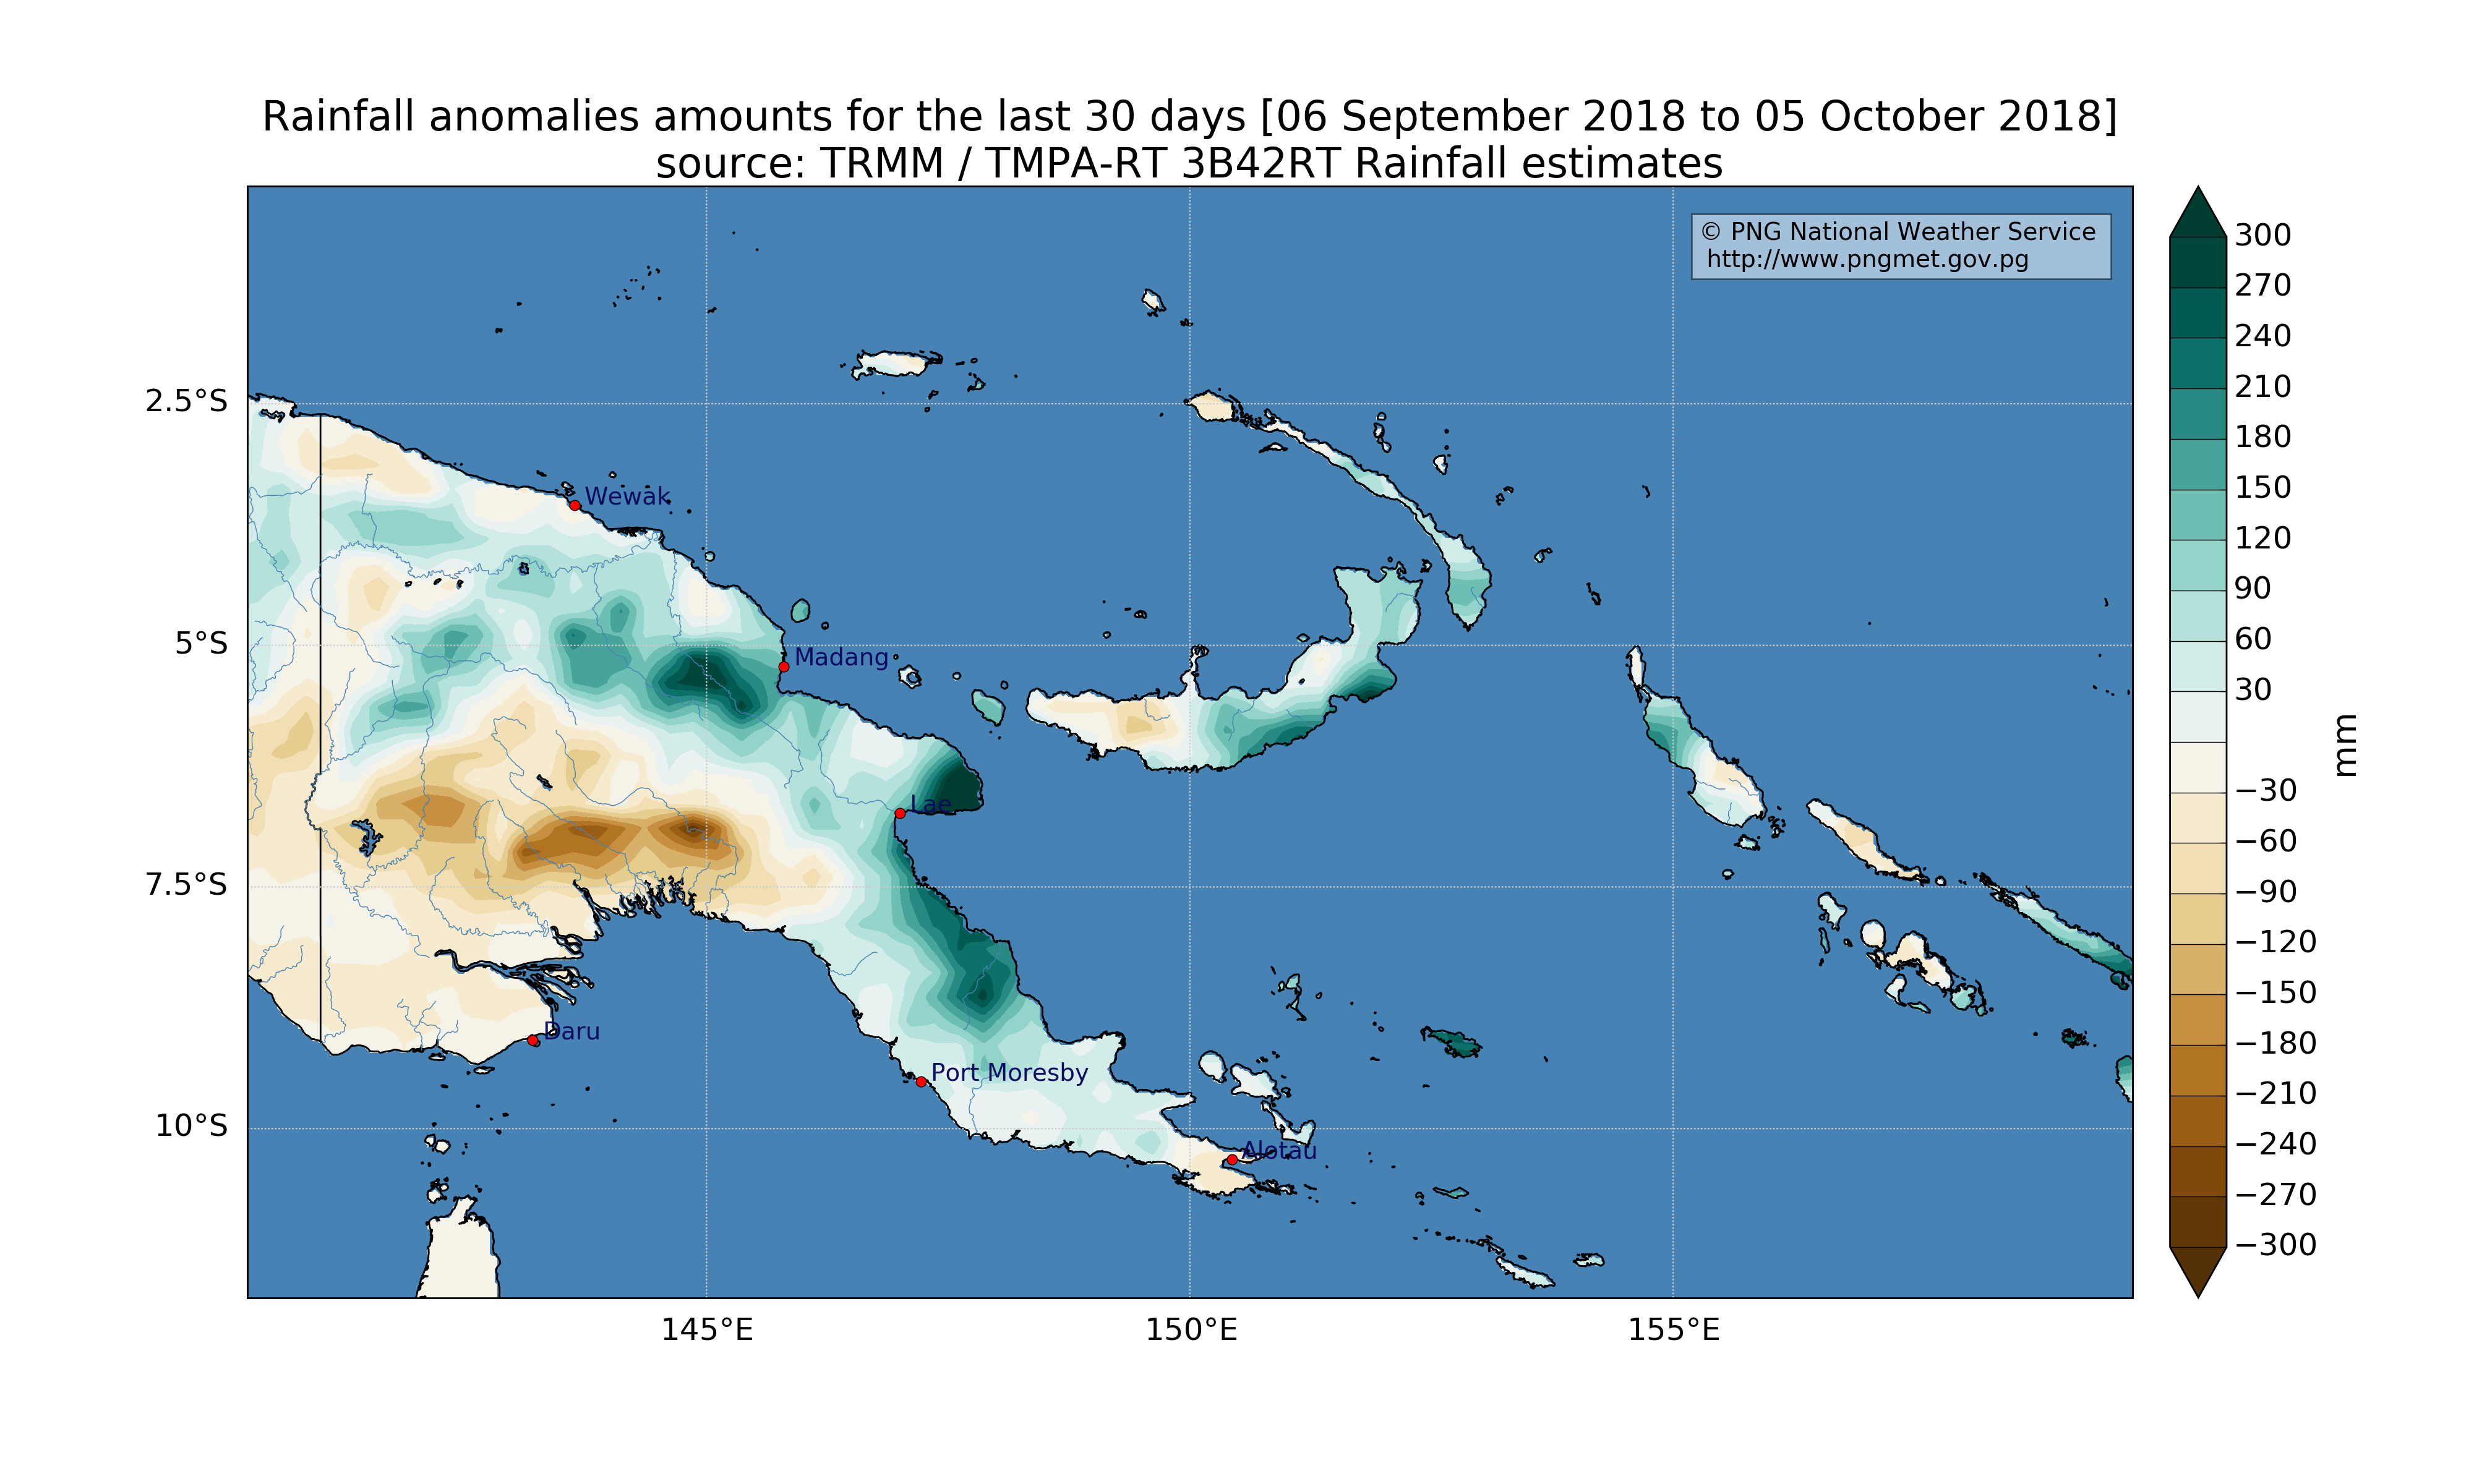 Rainfall anomalies amounts for the last 30 days [06 September 2018 to 05 October 2018]
source: TRMM / TMPA-RT 3B42RT Rainfall estimates
© PNG National Weather Service
http://www.pngmet.gov.pg
2.5°S
5°S
7.5°S
10°S
Wewak
Madang
Lae
Daru
Port Moresby
Alotau
145°E
150°E
155°E
300
270
240
210
180
150
120
90
60
30
−30
−60
−90
−120
−150
−180
−210
−240
−270
−300
mm